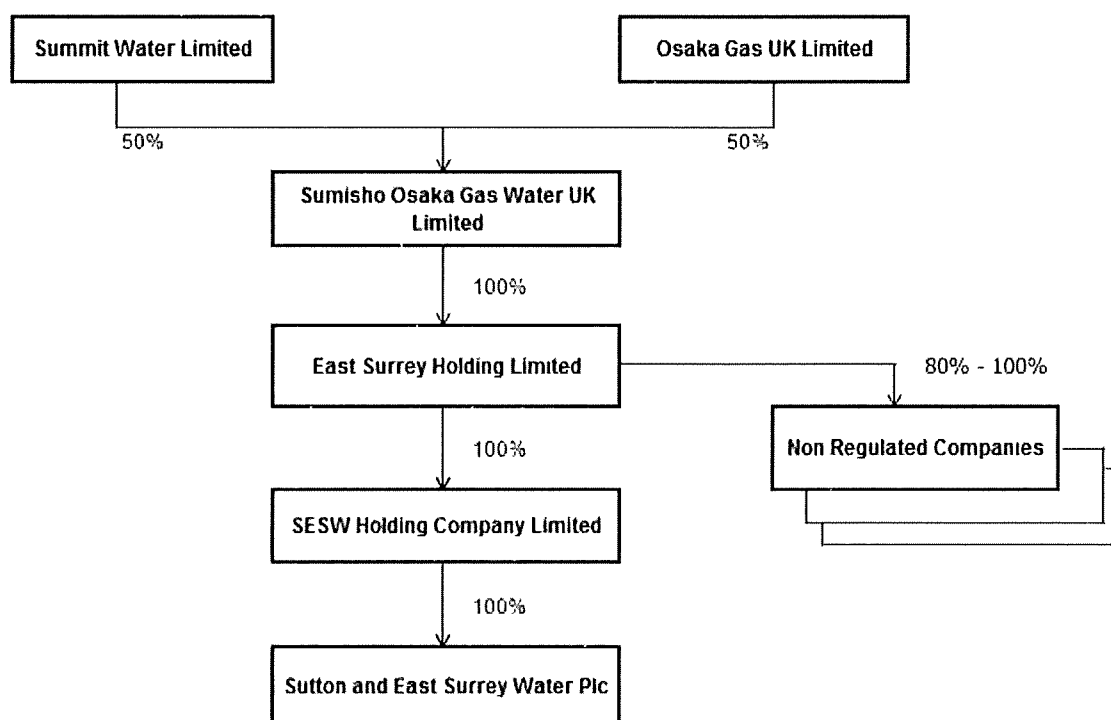 Summit Water Limited
Osaka Gas UK Limited
50%
50%
Sumisho Osaka Gas Water UK
Limited
100%
East Surrey Holding Limited
80% - 100%
100%
Non Regulated Companies
SESW Holding Company Limited
100%
Sutton and East Surrey Water Plc